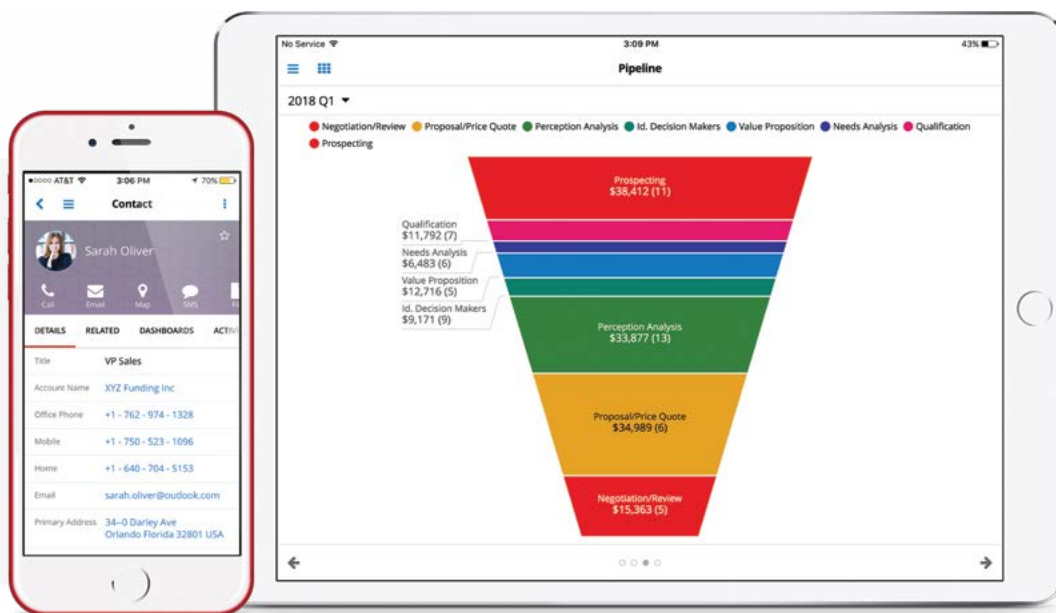 No Service 3:09 PM 43%
Pipeline
2018 Q1
Negotiation/Review Proposal/Price Quote Perception Analysis Id. Decision Makers Value Proposition Needs Analysis Qualification
Prospecting
Prospecting
$38,412 (11)
Qualification
$11,792 (7)
Needs Analysis
$6,483 (6)
Value Proposition
$12,716 (5)
Id. Decision Makers
$9,171 (9)
Perception Analysis
$33,877 (13)
Proposal/Price Quote
$34,989 (6)
Negotiation/Review
$15,363 (5)
AT&T 3:06 PM 70%
Contact
Sarah Oliver
Call Email Map SMS
DETAILS RELATED DASHBOARDS ACTIVI
Title VP Sales
Account Name XYZ Funding Inc
Office Phone +1 - 762 - 974 - 1328
Mobile +1 - 750 - 523 - 1096
Home +1 - 640 - 704 - 5153
Email sarah.oliver@outlook.com
Primary Address 34--0 Darley Ave
Orlando Florida 32801 USA